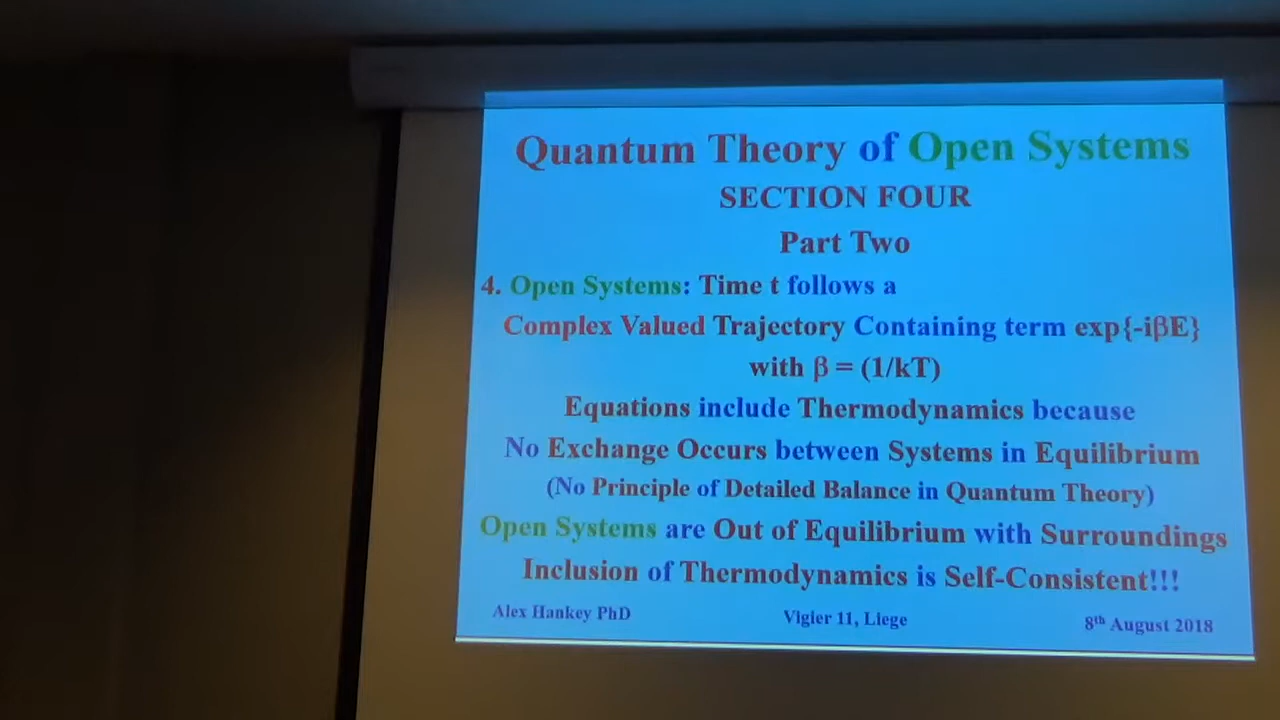 Quantum Theory of Open Systems
SECTION FOUR
Part Two
4. Open Systems: Time t follows a
Complex Valued Trajectory Containing term exp{-iβE}
with β = (1/kT)
Equations include Thermodynamics because
No Exchange Occurs between Systems in Equilibrium
(No Principle of Detailed Balance in Quantum Theory)
Open Systems are Out of Equilibrium with Surroundings
Inclusion of Thermodynamics is Self-Consistent!!!
Alex Hankey PhD Vigier 11, Liege 8th August 2018